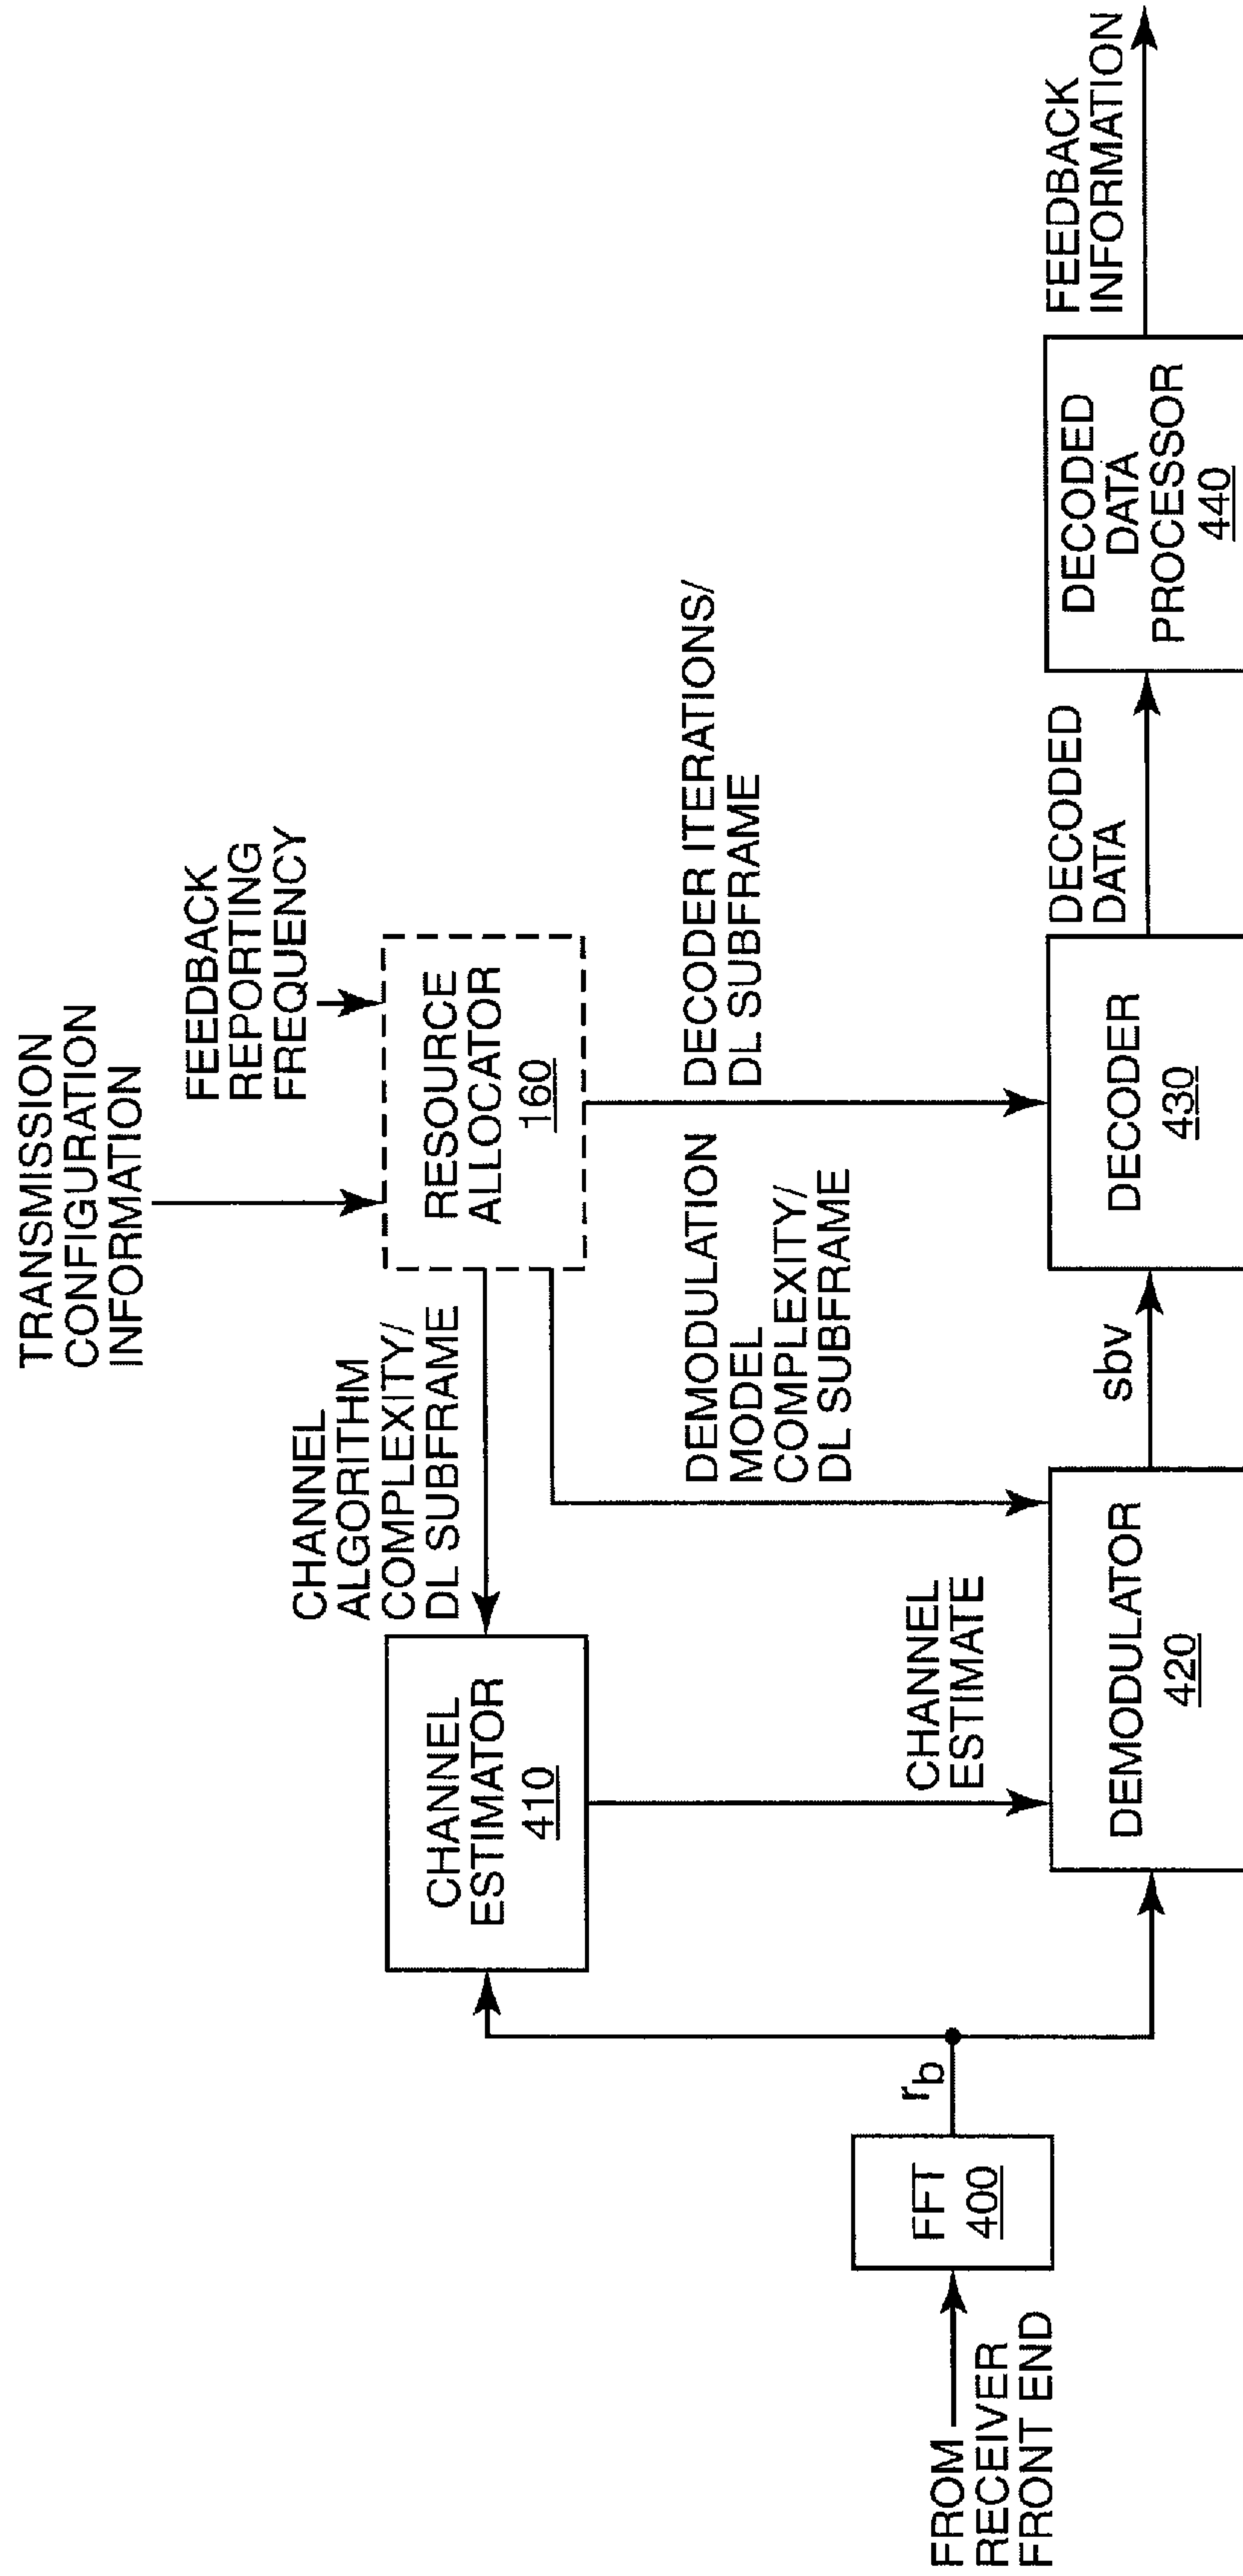 TRANSMISSION
CONFIGURATION
INFORMATION
FEEDBACK
REPORTING
FREQUENCY
RESOURCE
ALLOCATOR
160
CHANNEL
ALGORITHM
COMPLEXITY/
DL SUBFRAME
CHANNEL
ESTIMATOR
410
DEMODULATION
MODEL
COMPLEXITY/
DL SUBFRAME
DECODER ITERATIONS/
DL SUBFRAME
CHANNEL
ESTIMATE
FROM
RECEIVER
FRONT END
FFT
400
rb
DEMODULATOR
420
sbv
DECODER
430
DECODED
DATA
DECODED
DATA
PROCESSOR
440
FEEDBACK
INFORMATION